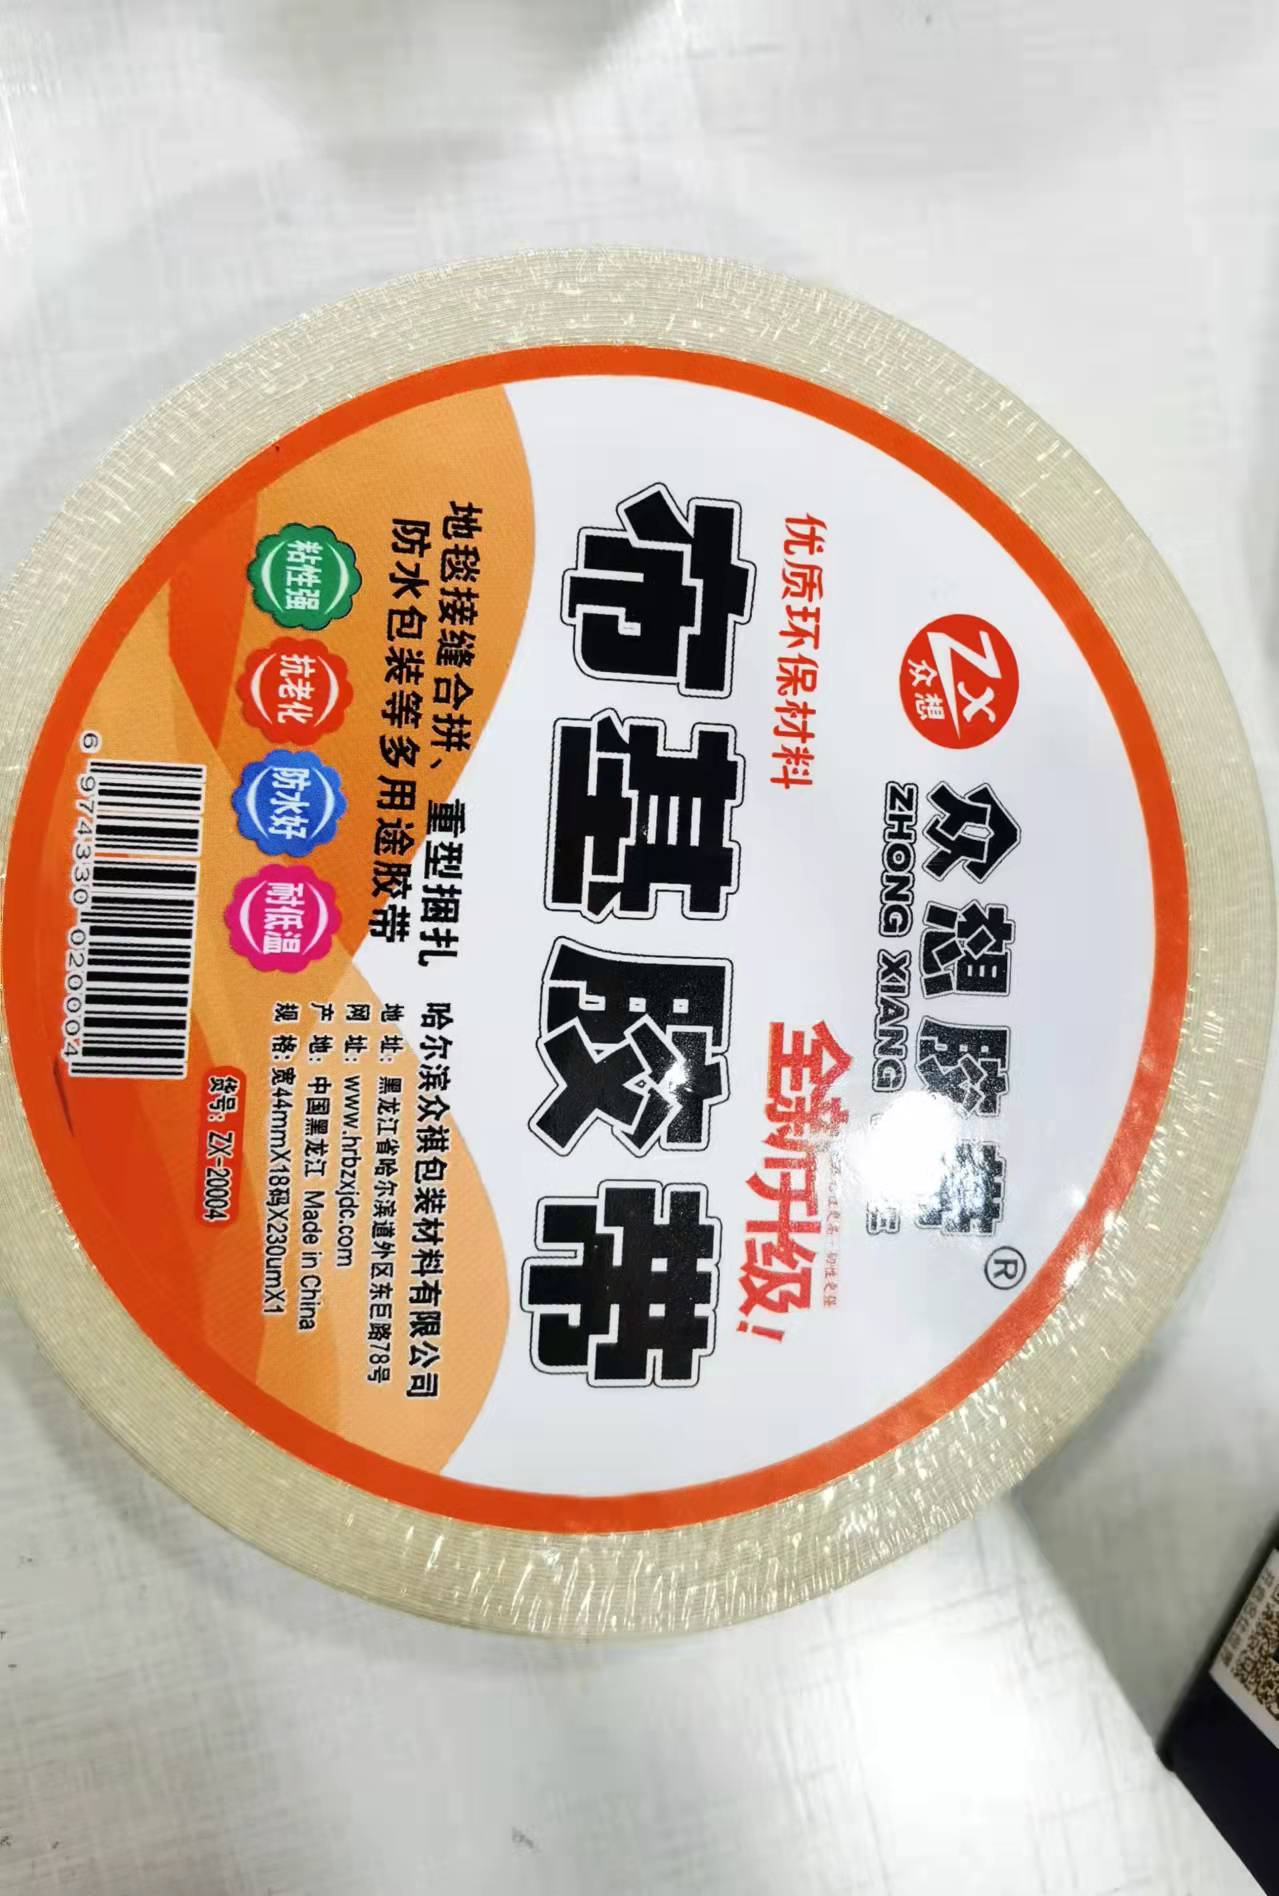 ZX
众想
众想胶带®
ZHONG XIANG
优质环保材料
全新升级!
布基胶带
地毯接缝合拼、重型捆扎
防水包装等多用途胶带
粘性强
抗老化
防水好
耐低温
哈尔滨众祺包装材料有限公司
地 址: 黑龙江省哈尔滨道外区东巨路78号
网 址: www.hrbzxjdc.com
产 地: 中国黑龙江 Made in China
规 格: 宽44mmX18码X230umX1
货号: ZX-20004
6 974330 020004